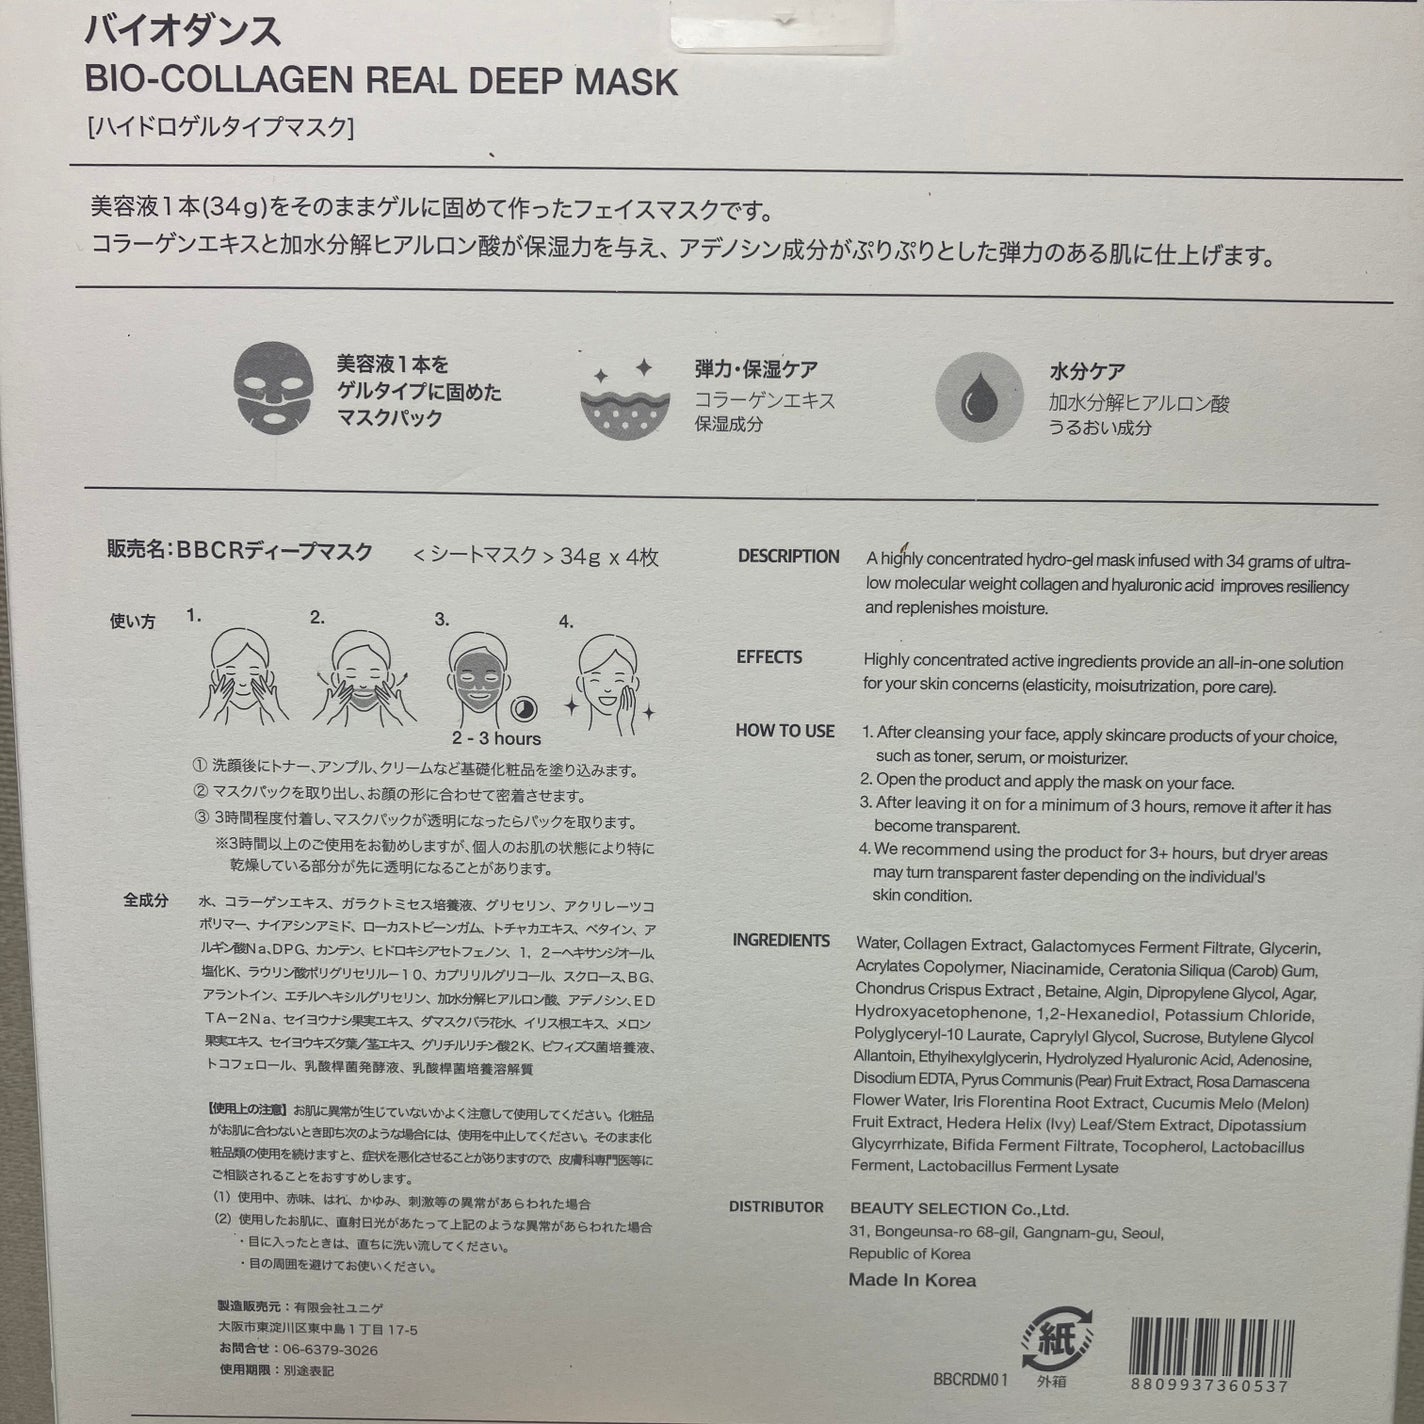 バイオダンス
BIO-COLLAGEN REAL DEEP MASK
[ハイドロゲルタイプマスク]
美容液1本(34g)をそのままゲルに固めて作ったフェイスマスクです。
コラーゲンエキスと加水分解ヒアルロン酸が保湿力を与え、アデノシン成分がぷりぷりとした弾力のある肌に仕上げます。
美容液1本を
ゲルタイプに固めた
マスクパック
弾力・保湿ケア
コラーゲンエキス
保湿成分
水分ケア
加水分解ヒアルロン酸
うるおい成分
販売名:BBCRディープマスク <シートマスク> 34g x 4枚
使い方 1. 2. 3. 4.
2 - 3 hours
① 洗顔後にトナー、アンプル、クリームなど基礎化粧品を塗り込みます。
② マスクパックを取り出し、お顔の形に合わせて密着させます。
③ 3時間程度付着し、マスクパックが透明になったらパックを取ります。
※3時間以上のご使用をお勧めしますが、個人のお肌の状態により特に
乾燥している部分が先に透明になることがあります。
全成分 水、コラーゲンエキス、ガラクトミセス培養液、グリセリン、アクリレーツコ
ポリマー、ナイアシンアミド、ローカストビーンガム、トチャカエキス、ベタイン、ア
ルギン酸Na、DPG、カンテン、ヒドロキシアセトフェノン、1，2－ヘキサンジオール、
塩化K、ラウリン酸ポリグリセリル－10、カプリリルグリコール、スクロース、BG、
アラントイン、エチルヘキシルグリセリン、加水分解ヒアルロン酸、アデノシン、ED
TA－2Na、セイヨウナシ果実エキス、ダマスクバラ花水、イリス根エキス、メロン
果実エキス、セイヨウキズタ葉／茎エキス、グリチルリチン酸2K、ビフィズス菌培養液、
トコフェロール、乳酸桿菌発酵液、乳酸桿菌培養溶解質
【使用上の注意】お肌に異常が生じていないかよく注意して使用してください。化粧品
がお肌に合わないとき即ち次のような場合には、使用を中止してください。そのまま化
粧品類の使用を続けますと、症状を悪化させることがありますので、皮膚科専門医等に
ご相談されることをおすすめします。
(1) 使用中、赤味、はれ、かゆみ、刺激等の異常があらわれた場合
(2) 使用したお肌に、直射日光があたって上記のような異常があらわれた場合
・目に入ったときは、直ちに洗い流してください。
・目の周囲を避けてお使いください。
製造販売元：有限会社ユニゲ
大阪市東淀川区東中島1丁目17-5
お問合せ：06-6379-3026
使用期限：別途表記
DESCRIPTION A highly concentrated hydro-gel mask infused with 34 grams of ultra-
low molecular weight collagen and hyaluronic acid improves resiliency
and replenishes moisture.
EFFECTS Highly concentrated active ingredients provide an all-in-one solution
for your skin concerns (elasticity, moisutrization, pore care).
HOW TO USE 1. After cleansing your face, apply skincare products of your choice,
such as toner, serum, or moisturizer.
2. Open the product and apply the mask on your face.
3. After leaving it on for a minimum of 3 hours, remove it after it has
become transparent.
4. We recommend using the product for 3+ hours, but dryer areas
may turn transparent faster depending on the individual's
skin condition.
INGREDIENTS Water, Collagen Extract, Galactomyces Ferment Filtrate, Glycerin,
Acrylates Copolymer, Niacinamide, Ceratonia Siliqua (Carob) Gum,
Chondrus Crispus Extract , Betaine, Algin, Dipropylene Glycol, Agar,
Hydroxyacetophenone, 1,2-Hexanediol, Potassium Chloride,
Polyglyceryl-10 Laurate, Caprylyl Glycol, Sucrose, Butylene Glycol
Allantoin, Ethyihexylglycerin, Hydrolyzed Hyaluronic Acid, Adenosine,
Disodium EDTA, Pyrus Communis (Pear) Fruit Extract, Rosa Damascena
Flower Water, Iris Florentina Root Extract, Cucumis Melo (Melon)
Fruit Extract, Hedera Helix (Ivy) Leaf/Stem Extract, Dipotassium
Glycyrrhizate, Bifida Ferment Filtrate, Tocopherol, Lactobacillus
Ferment, Lactobacillus Ferment Lysate
DISTRIBUTOR BEAUTY SELECTION Co.,Ltd.
31, Bongeunsa-ro 68-gil, Gangnam-gu, Seoul,
Republic of Korea
Made In Korea
紙
BBCRDM01 外箱
8809937360537